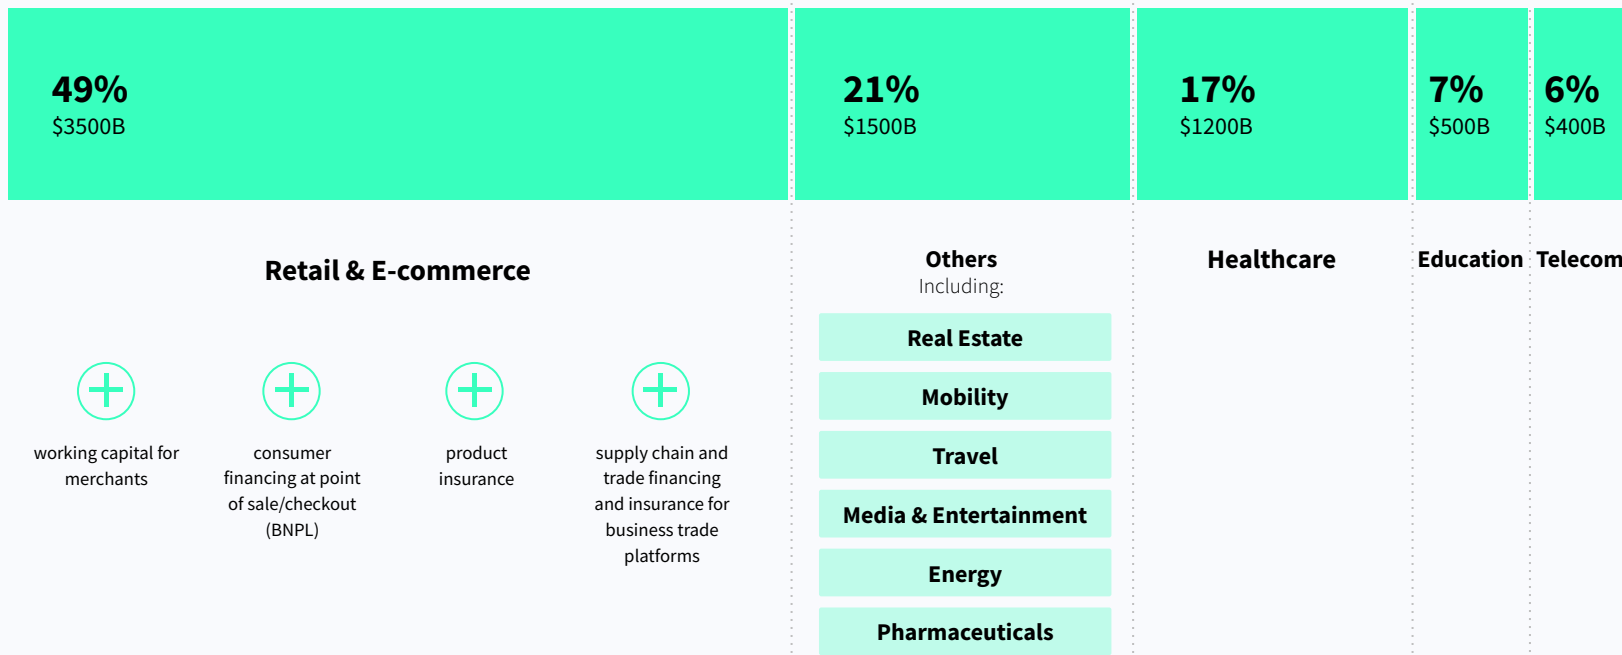 49%
$3500B
21%
$1500B
17%
$1200B
7%
$500B
6%
$400B
Retail & E-commerce
working capital for
merchants
consumer
financing at point
of sale/checkout
(BNPL)
product
insurance
supply chain and
trade financing
and insurance for
business trade
platforms
Others
Including:
Real Estate
Mobility
Travel
Media & Entertainment
Energy
Pharmaceuticals
Healthcare
Education
Telecom